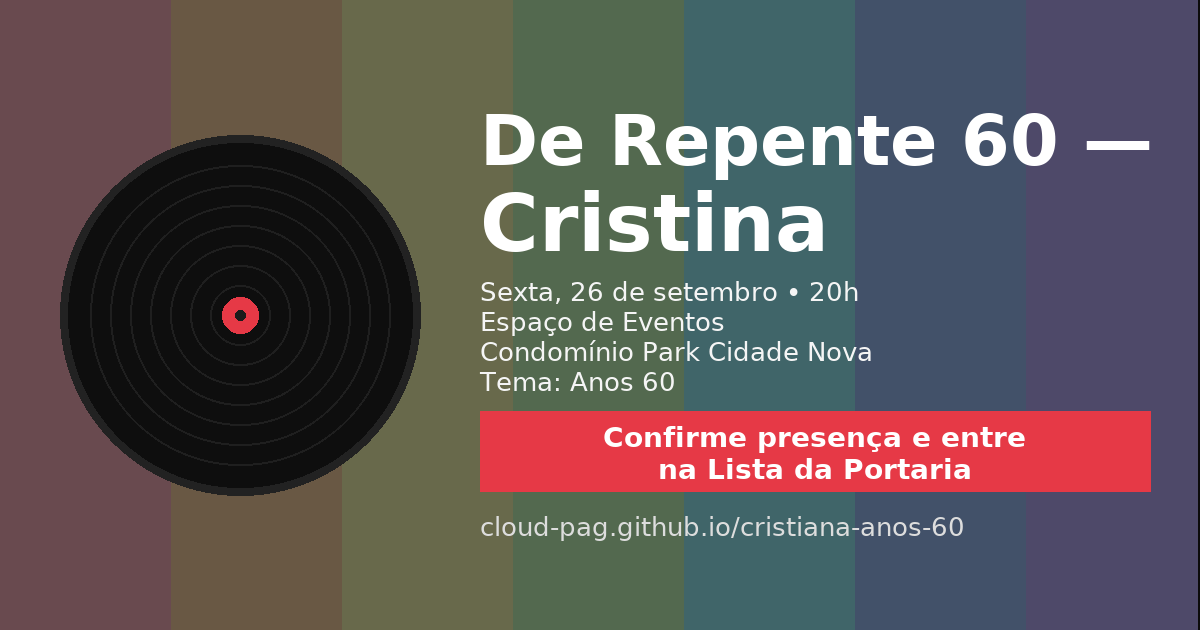 De Repente 60 —
Cristina
Sexta, 26 de setembro • 20h
Espaço de Eventos
Condomínio Park Cidade Nova
Tema: Anos 60
Confirme presença e entre
na Lista da Portaria
cloud-pag.github.io/cristiana-anos-60